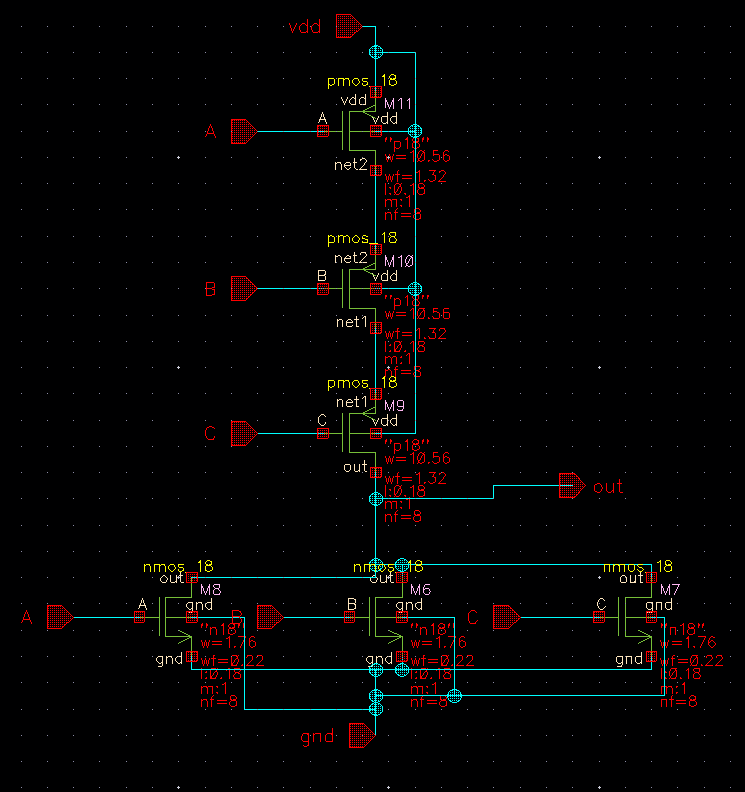 vdd
pmos_18
vdd
M11
A
A
vdd
"p18"
w=10.56
net2
wf=1.32
l:0.18
m:1
nf=8
pmos_18
net2
M10
B
B
vdd
"p18"
w=10.56
net1
wf=1.32
l:0.18
m:1
nf=8
pmos_18
net1
M9
C
C
vdd
"p18"
w=10.56
out
wf=1.32
l:0.18
m:1
nf=8
out
nmos_18
out
M8
A
A
gnd
"n18"
w=1.76
gnd
wf=0.22
l:0.18
m:1
nf=8
nmos_18
out
M6
B
B
gnd
"n18"
w=1.76
gnd
wf=0.22
l:0.18
m:1
nf=8
nmos_18
out
M7
C
C
gnd
"n18"
w=1.76
gnd
wf=0.22
l:0.18
m:1
nf=8
gnd